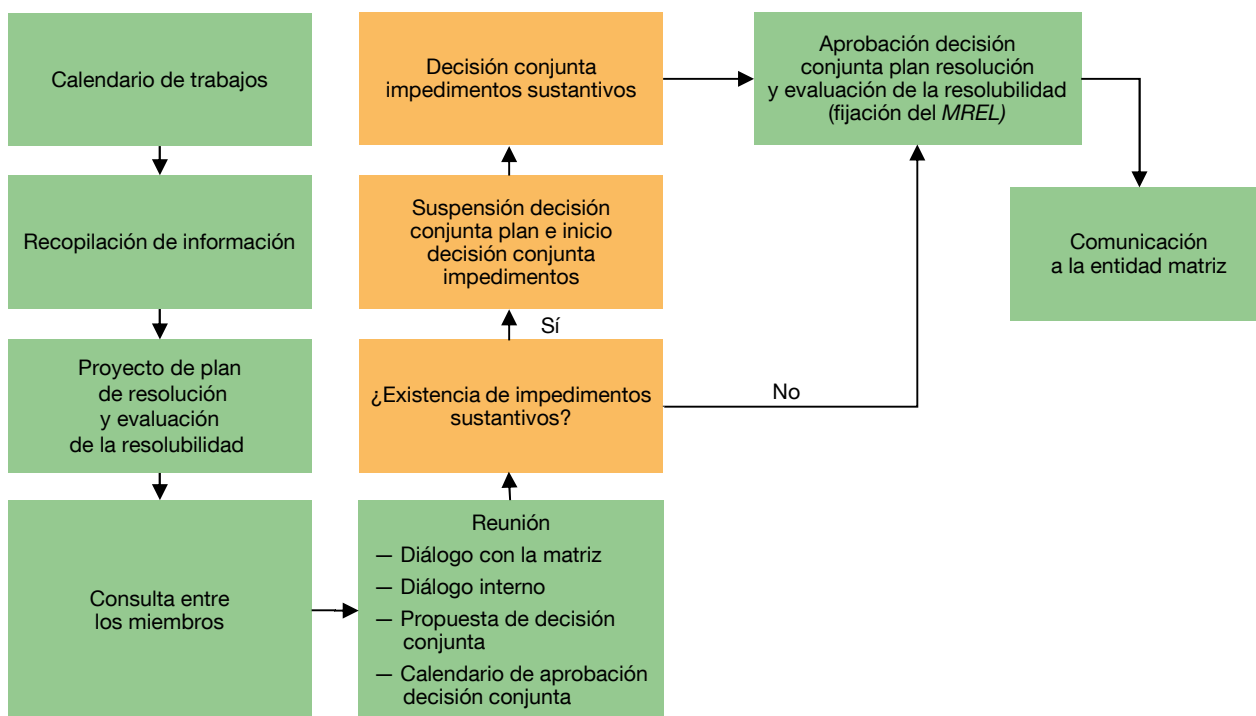 Calendario de trabajos
Recopilación de información
Proyecto de plan
de resolución
y evaluación
de la resolubilidad
Consulta entre
los miembros
Reunión
— Diálogo con la matriz
— Diálogo interno
— Propuesta de decisión
conjunta
— Calendario de aprobación
decisión conjunta
¿Existencia de impedimentos
sustantivos?
Sí
No
Suspensión decisión
conjunta plan e inicio
decisión conjunta
impedimentos
Decisión conjunta
impedimentos sustantivos
Aprobación decisión
conjunta plan resolución
y evaluación de la resolubilidad
(fijación del MREL)
Comunicación
a la entidad matriz